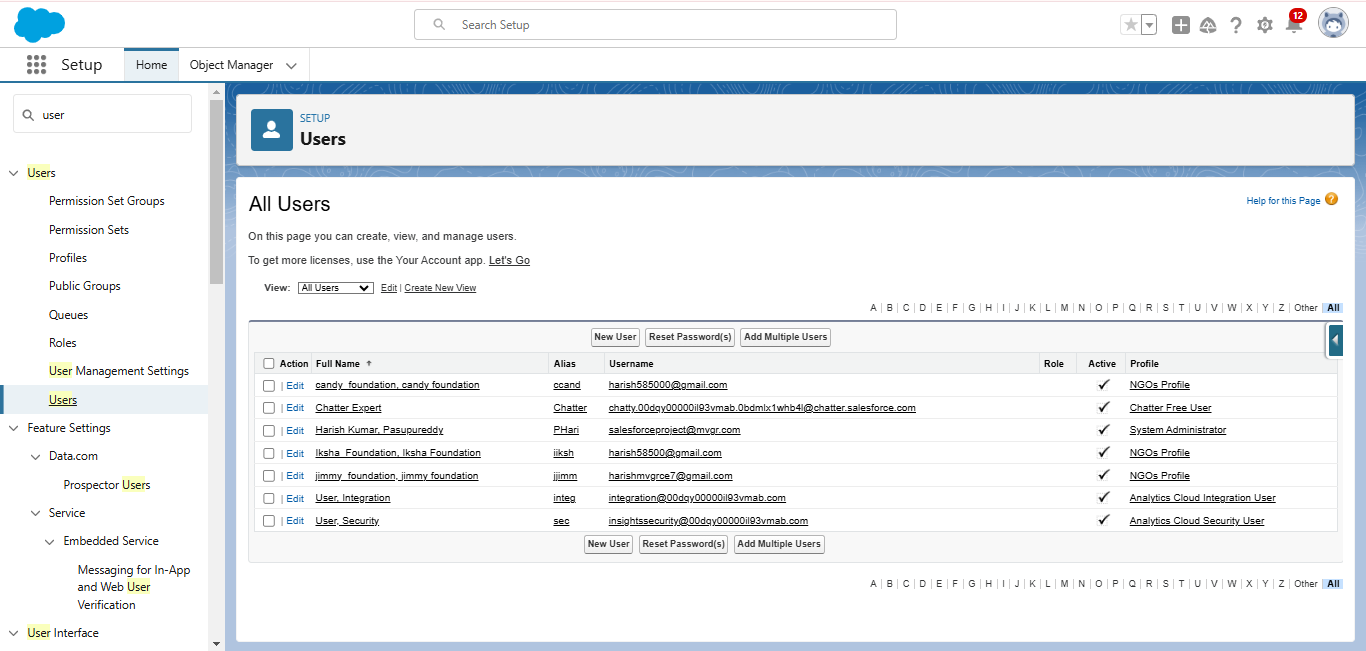 Search Setup
12
Setup
Home
Object Manager
user
Users
Permission Set Groups
Permission Sets
Profiles
Public Groups
Queues
Roles
User Management Settings
Users
Feature Settings
Data.com
Prospector Users
Service
Embedded Service
Messaging for In-App
and Web User
Verification
User Interface
SETUP
Users
All Users
Help for this Page ?
On this page you can create, view, and manage users.
To get more licenses, use the Your Account app. Let's Go
View: All Users Edit | Create New View
A | B | C | D | E | F | G | H | I | J | K | L | M | N | O | P | Q | R | S | T | U | V | W | X | Y | Z | Other | All
New User Reset Password(s) Add Multiple Users
Action Full Name ↑ Alias Username Role Active Profile
| Edit candy_foundation, candy foundation ccand harish585000@gmail.com ✓ NGOs Profile
| Edit Chatter Expert Chatter chatty.00dqy00000il93vmab.0bdmlx1whb4l@chatter.salesforce.com ✓ Chatter Free User
| Edit Harish Kumar, Pasupureddy PHari salesforceproject@mvgr.com ✓ System Administrator
| Edit Iksha_Foundation, Iksha Foundation iiksh harish58500@gmail.com ✓ NGOs Profile
| Edit jimmy_foundation, jimmy foundation jjimm harishmvgrce7@gmail.com ✓ NGOs Profile
| Edit User, Integration integ integration@00dqy00000il93vmab.com ✓ Analytics Cloud Integration User
| Edit User, Security sec insightssecurity@00dqy00000il93vmab.com ✓ Analytics Cloud Security User
New User Reset Password(s) Add Multiple Users
A | B | C | D | E | F | G | H | I | J | K | L | M | N | O | P | Q | R | S | T | U | V | W | X | Y | Z | Other | All